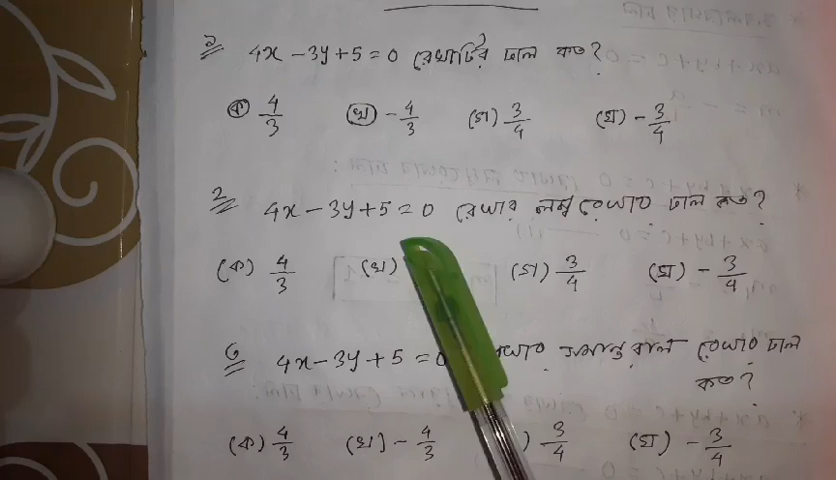 ১ 4x - 3y + 5 = 0 রেখাটির ঢাল কত?
(ক) 4/3 (খ) - 4/3 (গ) 3/4 (ঘ) - 3/4
২ 4x - 3y + 5 = 0 রেখার লম্ব রেখার ঢাল কত?
(ক) 4/3 (খ) (গ) 3/4 (ঘ) - 3/4
৩ 4x - 3y + 5 = 0 সমান্তরাল রেখার ঢাল
কত?
(ক) 4/3 (খ) - 4/3 ) 3/4 (ঘ) - 3/4